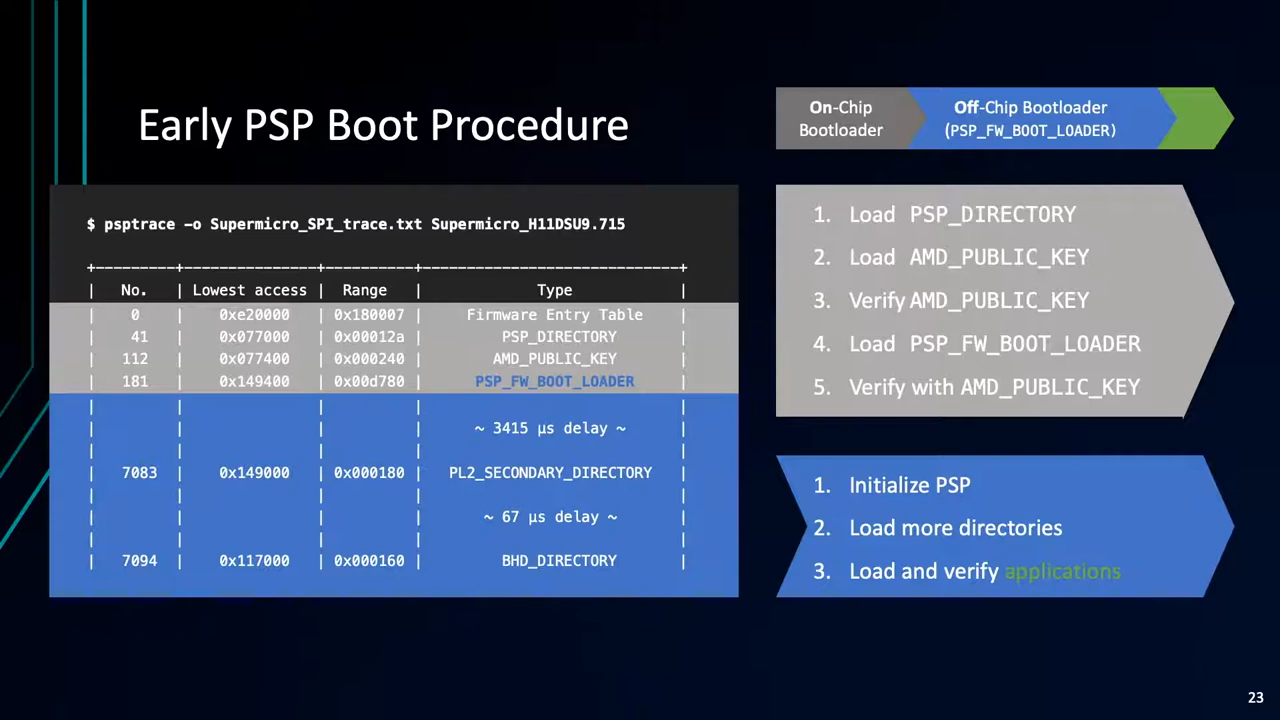 Early PSP Boot Procedure
On-Chip
Bootloader
Off-Chip Bootloader
(PSP_FW_BOOT_LOADER)
$ psptrace -o Supermicro_SPI_trace.txt Supermicro_H11DSU9.715
+---------+---------------+----------+-----------------------------+
| No. | Lowest access | Range | Type |
| 0 | 0xe20000 | 0x180007 | Firmware Entry Table |
| 41 | 0x077000 | 0x00012a | PSP_DIRECTORY |
| 112 | 0x077400 | 0x000240 | AMD_PUBLIC_KEY |
| 181 | 0x149400 | 0x00d780 | PSP_FW_BOOT_LOADER |
| | | | |
| | | | ~ 3415 µs delay ~ |
| | | | |
| 7083 | 0x149000 | 0x000180 | PL2_SECONDARY_DIRECTORY |
| | | | |
| | | | ~ 67 µs delay ~ |
| | | | |
| 7094 | 0x117000 | 0x000160 | BHD_DIRECTORY |
1. Load PSP_DIRECTORY
2. Load AMD_PUBLIC_KEY
3. Verify AMD_PUBLIC_KEY
4. Load PSP_FW_BOOT_LOADER
5. Verify with AMD_PUBLIC_KEY
1. Initialize PSP
2. Load more directories
3. Load and verify applications
23